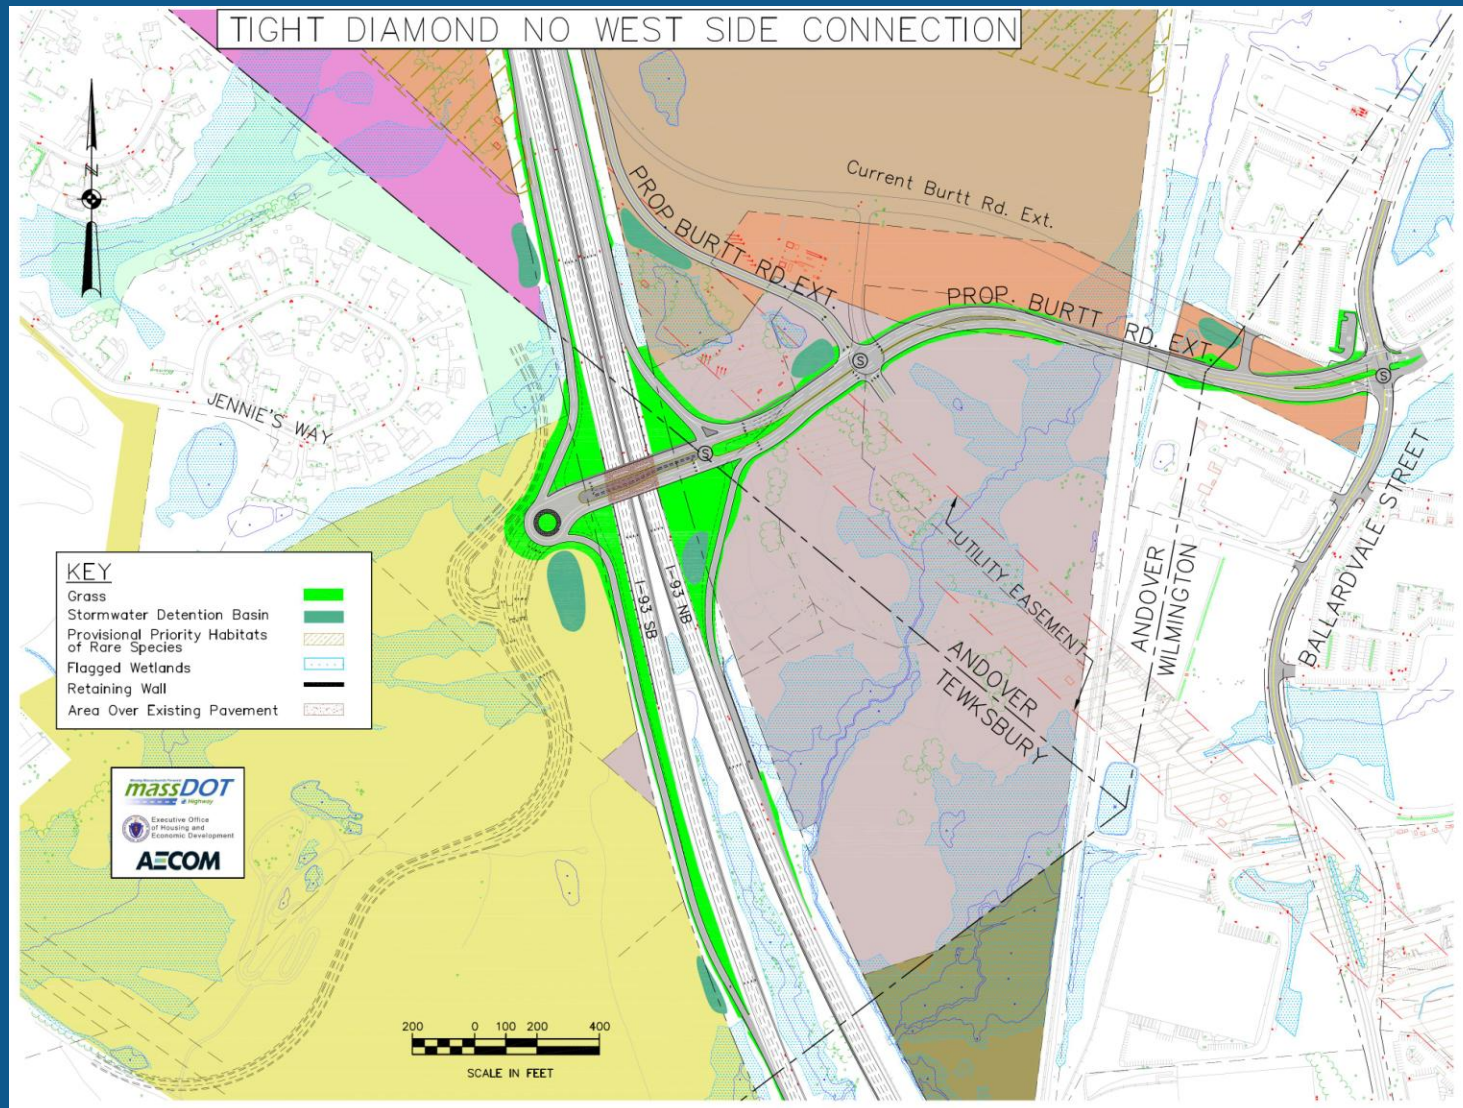 TIGHT DIAMOND NO WEST SIDE CONNECTION
N
Current Burtt Rd. Ext.
PROP. BURTT RD. EXT.
PROP. BURTT RD. EXT.
JENNIE'S WAY
S
S
S
I-93 SB
I-93 NB
UTILITY EASEMENT
ANDOVER
TEWKSBURY
ANDOVER
WILMINGTON
BALLARDVALE STREET
KEY
Grass
Stormwater Detention Basin
Provisional Priority Habitats
of Rare Species
Flagged Wetlands
Retaining Wall
Area Over Existing Pavement
massDOT
Highway
Executive Office
of Housing and
Economic Development
AECOM
200 0 100 200 400
SCALE IN FEET